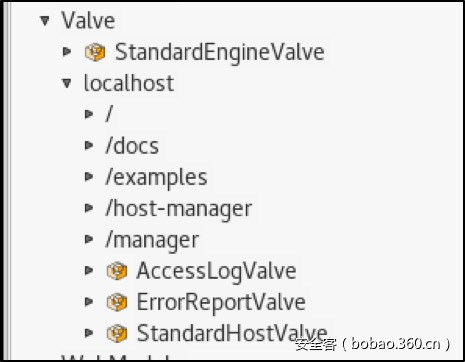 Valve
StandardEngineValve
localhost
/
/docs
/examples
/host-manager
/manager
AccessLogValve
ErrorReportValve
StandardHostValve
安全客（bobao.360.cn）